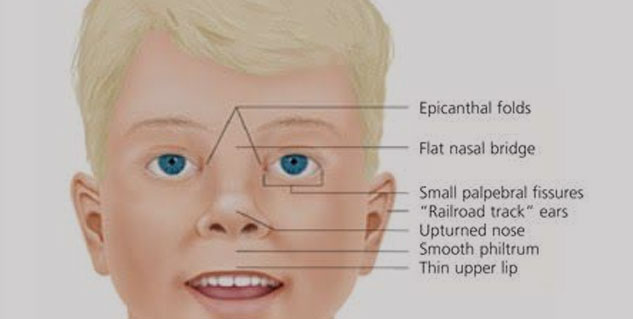 Epicanthal folds
Flat nasal bridge
Small palpebral fissures
“Railroad track” ears
Upturned nose
Smooth philtrum
Thin upper lip